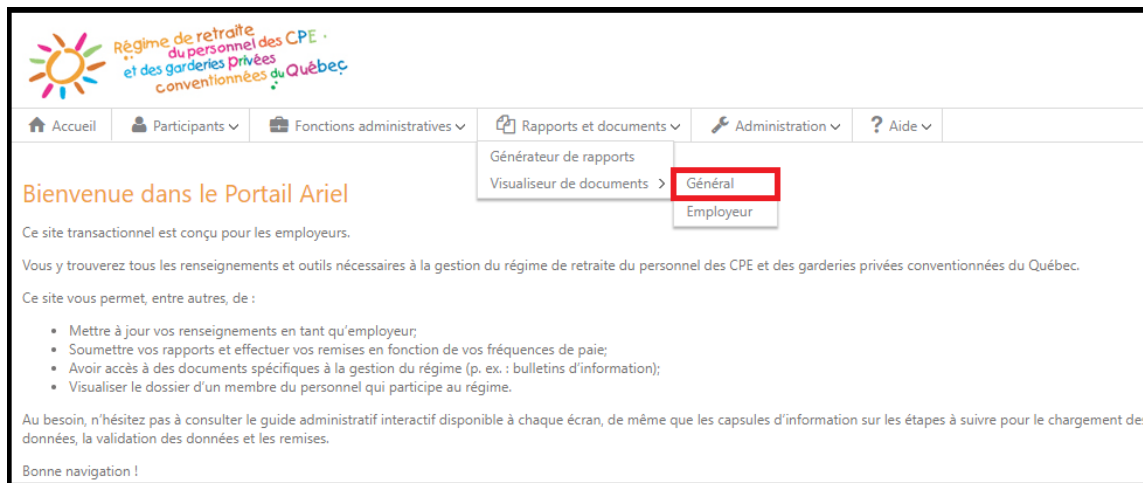 Régime de retraite
du personnel des CPE
et des garderies privées
conventionnées du Québec
Accueil Participants Fonctions administratives Rapports et documents Administration ? Aide
Générateur de rapports
Visualiseur de documents > Général
Employeur
Bienvenue dans le Portail Ariel
Ce site transactionnel est conçu pour les employeurs.
Vous y trouverez tous les renseignements et outils nécessaires à la gestion du régime de retraite du personnel des CPE et des garderies privées conventionnées du Québec.
Ce site vous permet, entre autres, de :
• Mettre à jour vos renseignements en tant qu'employeur;
• Soumettre vos rapports et effectuer vos remises en fonction de vos fréquences de paie;
• Avoir accès à des documents spécifiques à la gestion du régime (p. ex. : bulletins d'information);
• Visualiser le dossier d'un membre du personnel qui participe au régime.
Au besoin, n'hésitez pas à consulter le guide administratif interactif disponible à chaque écran, de même que les capsules d'information sur les étapes à suivre pour le chargement des
données, la validation des données et les remises.
Bonne navigation !